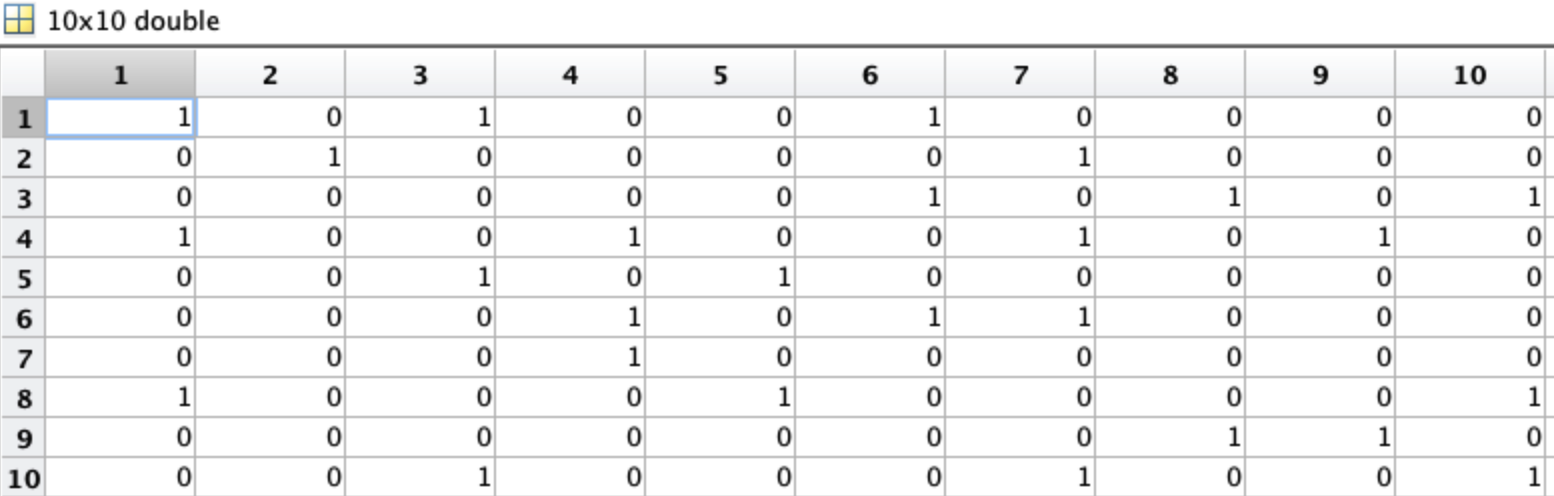 10x10 double
1 2 3 4 5 6 7 8 9 10
1 1 0 1 0 0 1 0 0 0 0
2 0 1 0 0 0 0 1 0 0 0
3 0 0 0 0 0 1 0 1 0 1
4 1 0 0 1 0 0 1 0 1 0
5 0 0 1 0 1 0 0 0 0 0
6 0 0 0 1 0 1 1 0 0 0
7 0 0 0 1 0 0 0 0 0 0
8 1 0 0 0 1 0 0 0 0 1
9 0 0 0 0 0 0 0 1 1 0
10 0 0 1 0 0 0 1 0 0 1